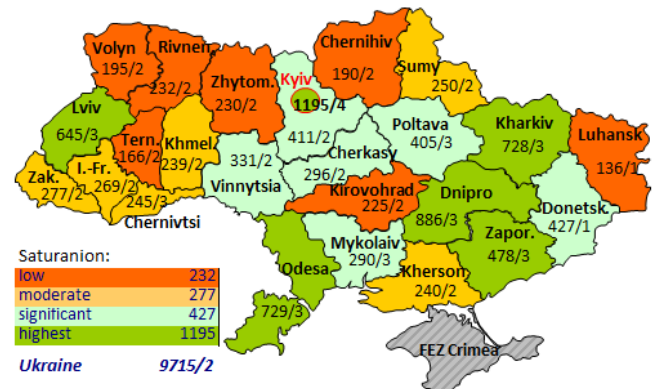 Volyn
195/2
Rivnen.
232/2
Zhytom.
230/2
Kyiv
1195/4
411/2
Chernihiv
190/2
Sumy
250/2
Lviv
645/3
Tern.
166/2
Khmel.
239/2
331/2
Vinnytsia
Cherkasy
296/2
Poltava
405/3
Kharkiv
728/3
Luhansk
136/1
Zak.
277/2
I.-Fr.
269/2
245/3
Chernivtsi
Kirovohrad
225/2
Dnipro
886/3
Donetsk.
427/1
Zapor.
478/3
Mykolaiv
290/3
Odesa
729/3
Kherson
240/2
FEZ Crimea
Saturanion:
low 232
moderate 277
significant 427
highest 1195
Ukraine 9715/2